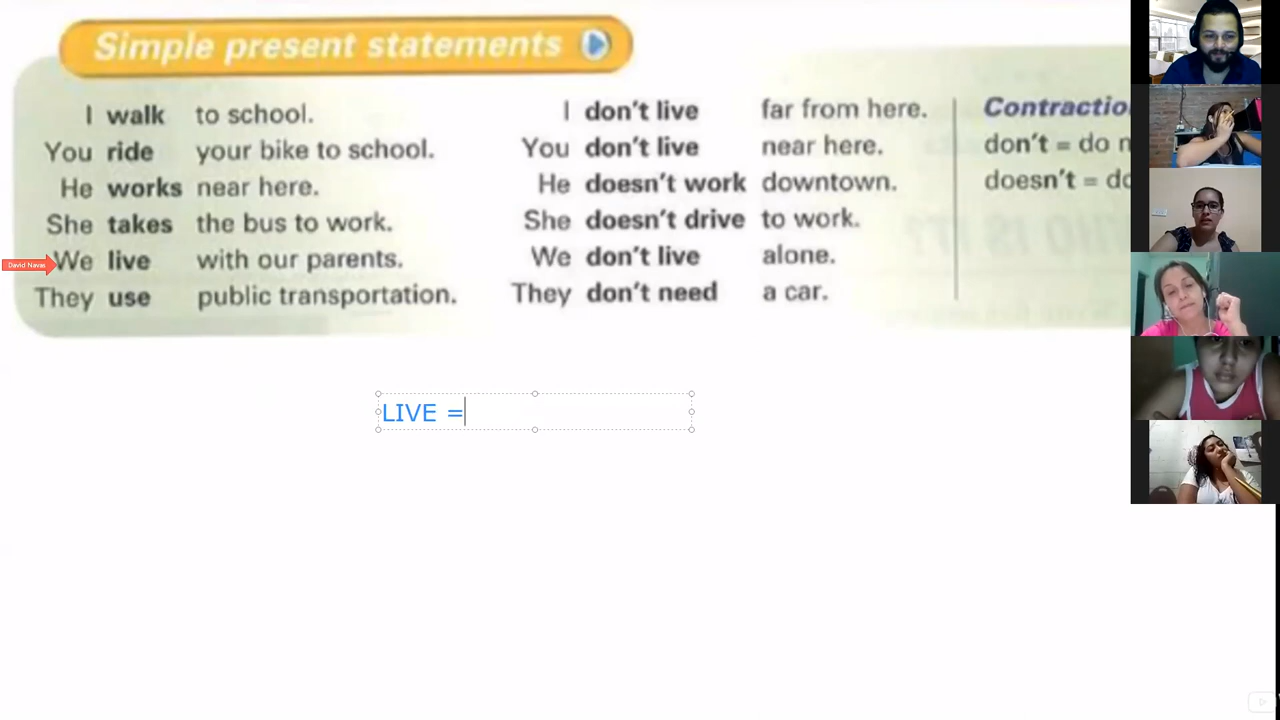 Simple present statements
I walk to school. I don't live far from here. Contractio
You ride your bike to school. You don't live near here. don't = do n
He works near here. He doesn't work downtown. doesn't = do
She takes the bus to work. She doesn't drive to work.
David Navas We live with our parents. We don't live alone.
They use public transportation. They don't need a car.
LIVE =